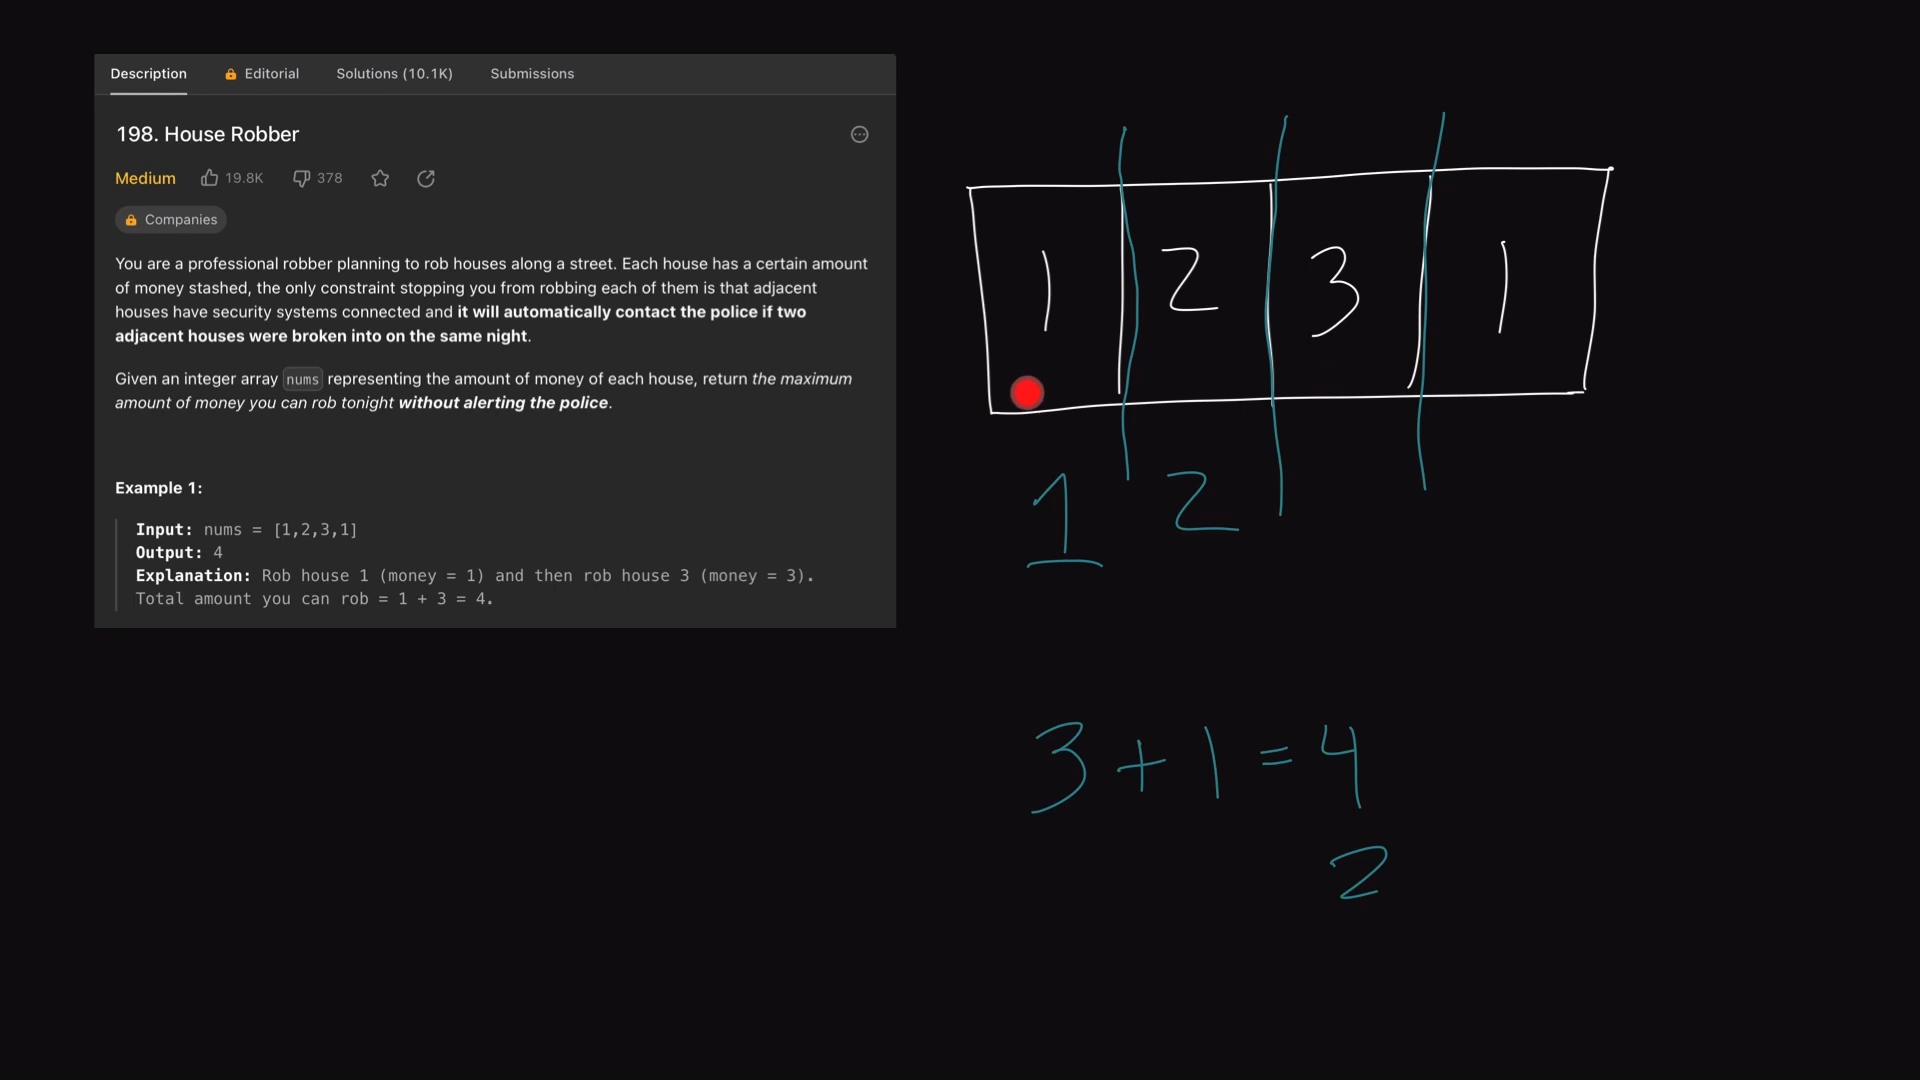 Description Editorial Solutions (10.1K) Submissions
198. House Robber
Medium 19.8K 378
Companies
You are a professional robber planning to rob houses along a street. Each house has a certain amount
of money stashed, the only constraint stopping you from robbing each of them is that adjacent
houses have security systems connected and it will automatically contact the police if two
adjacent houses were broken into on the same night.
Given an integer array nums representing the amount of money of each house, return the maximum
amount of money you can rob tonight without alerting the police.
Example 1:
Input: nums = [1,2,3,1]
Output: 4
Explanation: Rob house 1 (money = 1) and then rob house 3 (money = 3).
Total amount you can rob = 1 + 3 = 4.
1 2 3 1
1 2
3 + 1 = 4
2